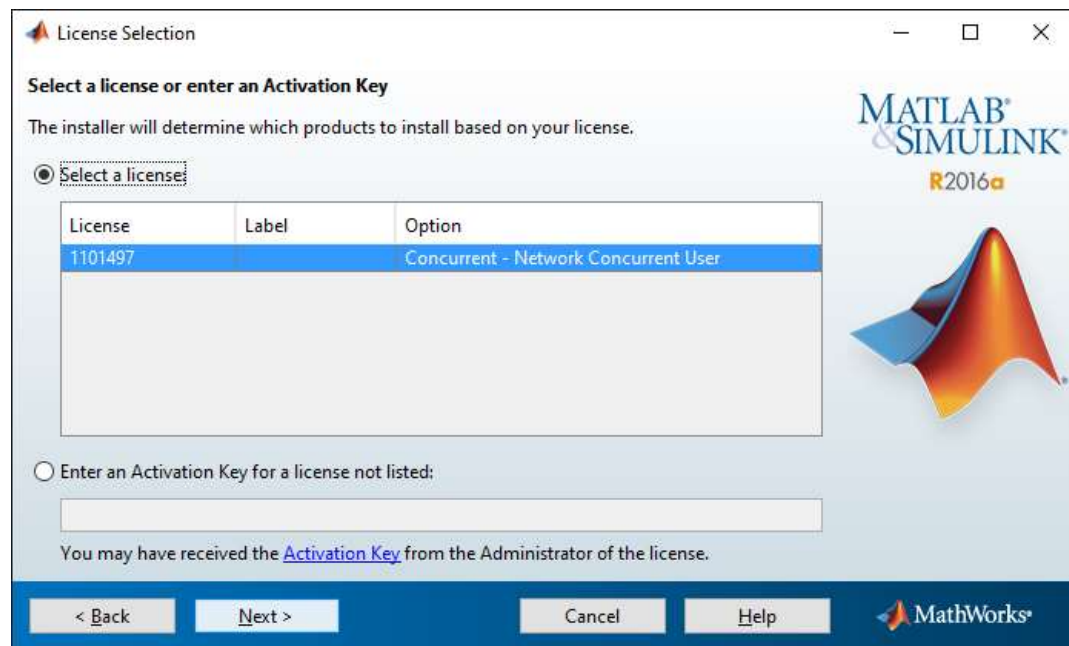 License Selection
Select a license or enter an Activation Key
The installer will determine which products to install based on your license.
MATLAB®
&SIMULINK®
R2016a
Select a license:
License Label Option
1101497 Concurrent - Network Concurrent User
Enter an Activation Key for a license not listed:
You may have received the Activation Key from the Administrator of the license.
< Back Next > Cancel Help MathWorks®